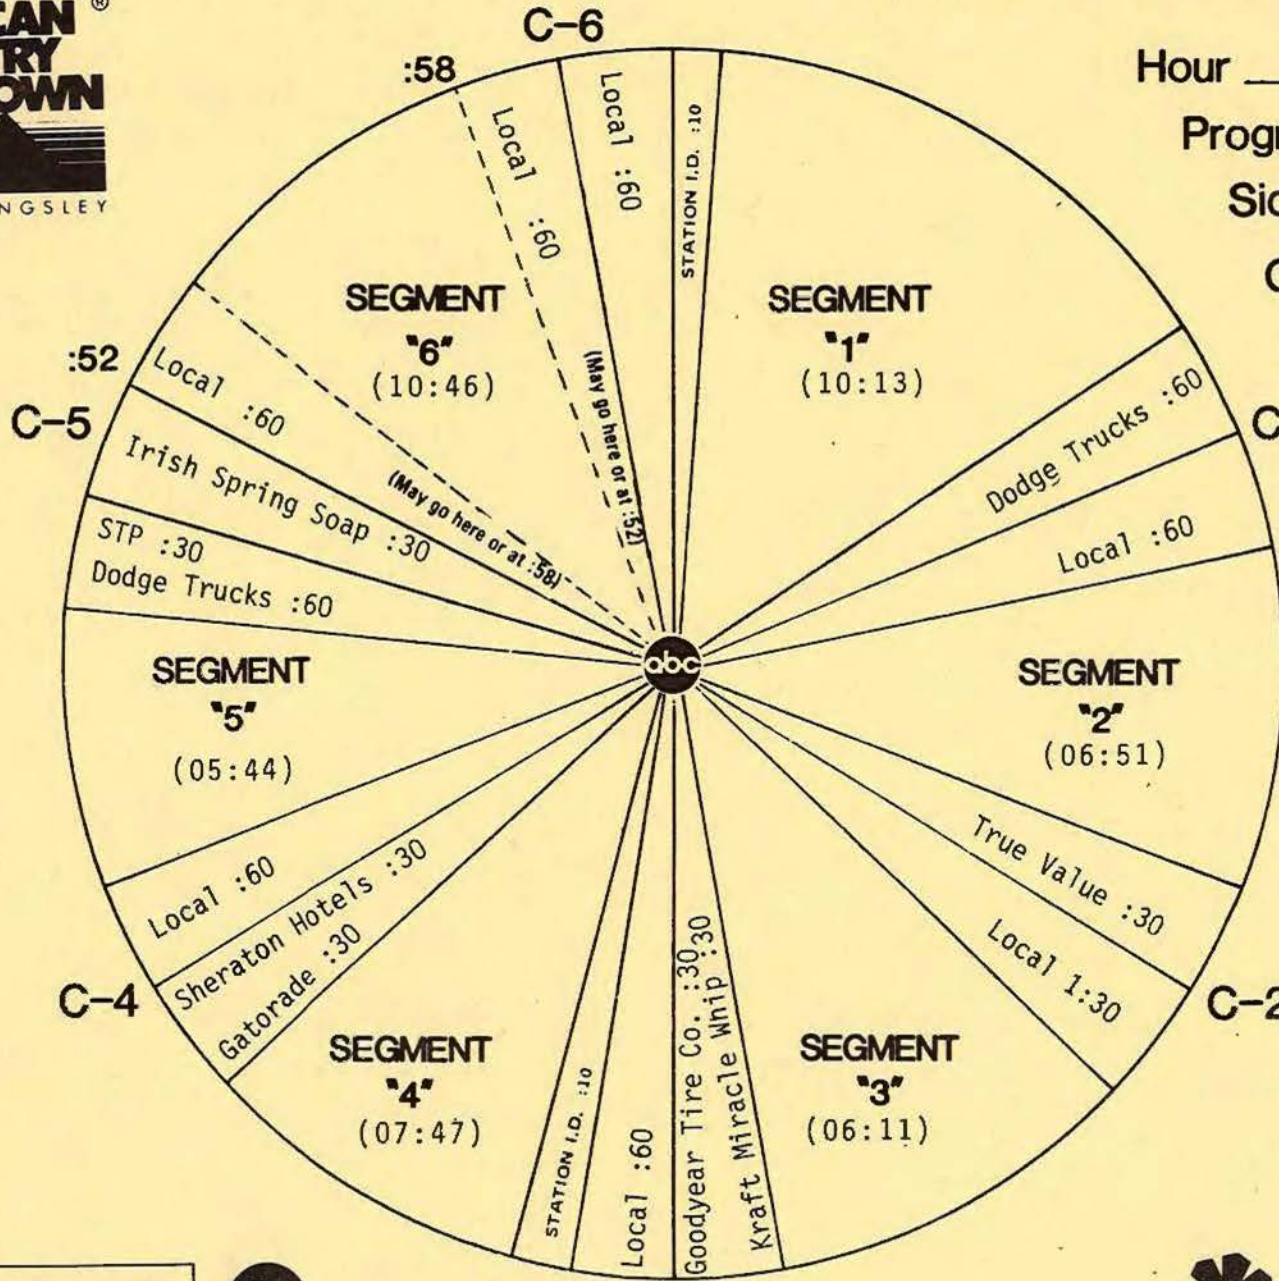 ®
C-6
:58
Hour
Local :60
Local :60
STATION I.D. :10
NGSLEY
SEGMENT
"6"
(10:46)
(May go here or at :52)
SEGMENT
"1"
(10:13)
:52
Local :60
(May go here or at :58)
Dodge Trucks :60
C-5
Irish Spring Soap :30
Local :60
STP :30
Dodge Trucks :60
abc
SEGMENT
"5"
(05:44)
SEGMENT
"2"
(06:51)
Local :60
True Value :30
Sheraton Hotels :30
Gatorade :30
Local 1:30
C-4
C-2
SEGMENT
"4"
(07:47)
STATION I.D. :10
Local :60
Goodyear Tire Co. :30
Kraft Miracle Whip :30
SEGMENT
"3"
(06:11)